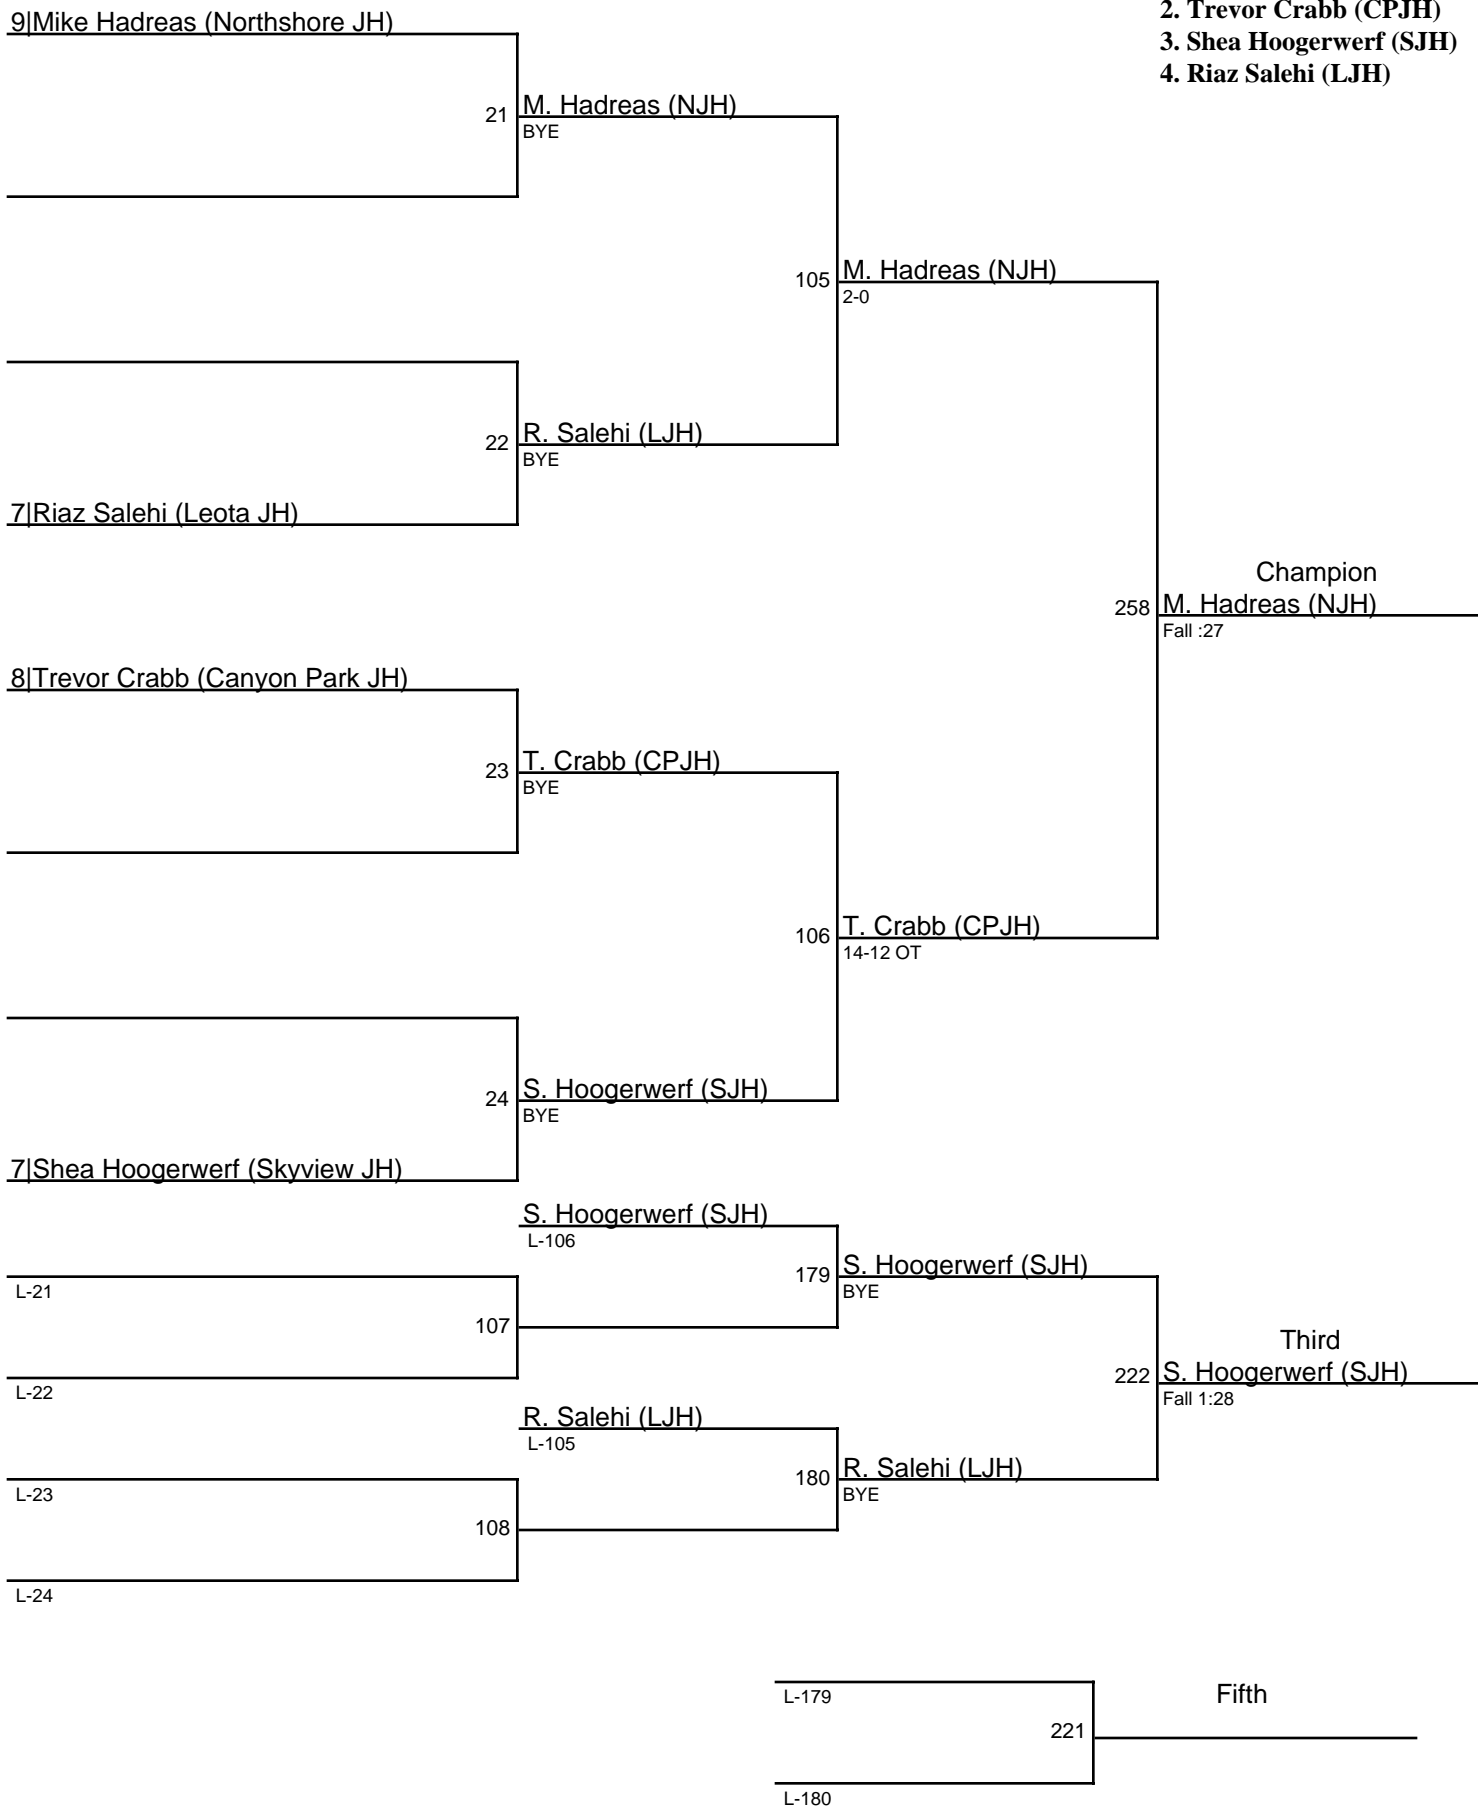 2. Trevor Crabb (CPJH)
9|Mike Hadreas (Northshore JH)
3. Shea Hoogerwerf (SJH)
4. Riaz Salehi (LJH)
21 M. Hadreas (NJH)
BYE
105 M. Hadreas (NJH)
2-0
22 R. Salehi (LJH)
BYE
7|Riaz Salehi (Leota JH)
Champion
258 M. Hadreas (NJH)
Fall :27
8|Trevor Crabb (Canyon Park JH)
23 T. Crabb (CPJH)
BYE
106 T. Crabb (CPJH)
14-12 OT
24 S. Hoogerwerf (SJH)
BYE
7|Shea Hoogerwerf (Skyview JH)
S. Hoogerwerf (SJH)
L-106
179 S. Hoogerwerf (SJH)
BYE
L-21
107
Third
222 S. Hoogerwerf (SJH)
Fall 1:28
L-22
R. Salehi (LJH)
L-105
180 R. Salehi (LJH)
BYE
L-23
108
L-24
L-179
Fifth
221
L-180